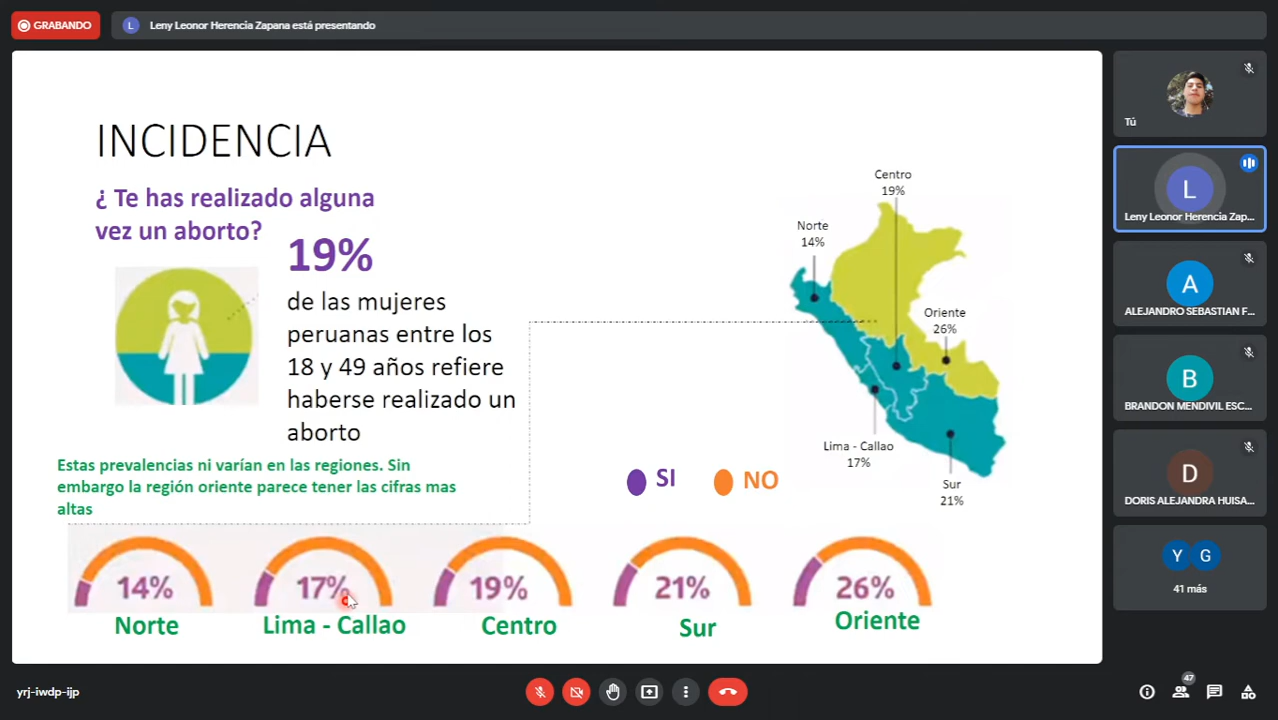 GRABANDO
L
Leny Leonor Herencia Zapana está presentando
INCIDENCIA
¿ Te has realizado alguna
vez un aborto?
19%
de las mujeres
peruanas entre los
18 y 49 años refiere
haberse realizado un
aborto
Estas prevalencias ni varían en las regiones. Sin
embargo la región oriente parece tener las cifras mas
altas
Centro
19%
Norte
14%
Oriente
26%
Lima - Callao
17%
Sur
21%
SI
NO
14%
17%
19%
21%
26%
Norte
Lima - Callao
Centro
Sur
Oriente
Tú
L
Leny Leonor Herencia Zap...
A
ALEJANDRO SEBASTIAN F...
B
BRANDON MENDIVIL ESC...
D
DORIS ALEJANDRA HUISA...
Y
G
41 más
yrj-iwdp-ijp
47